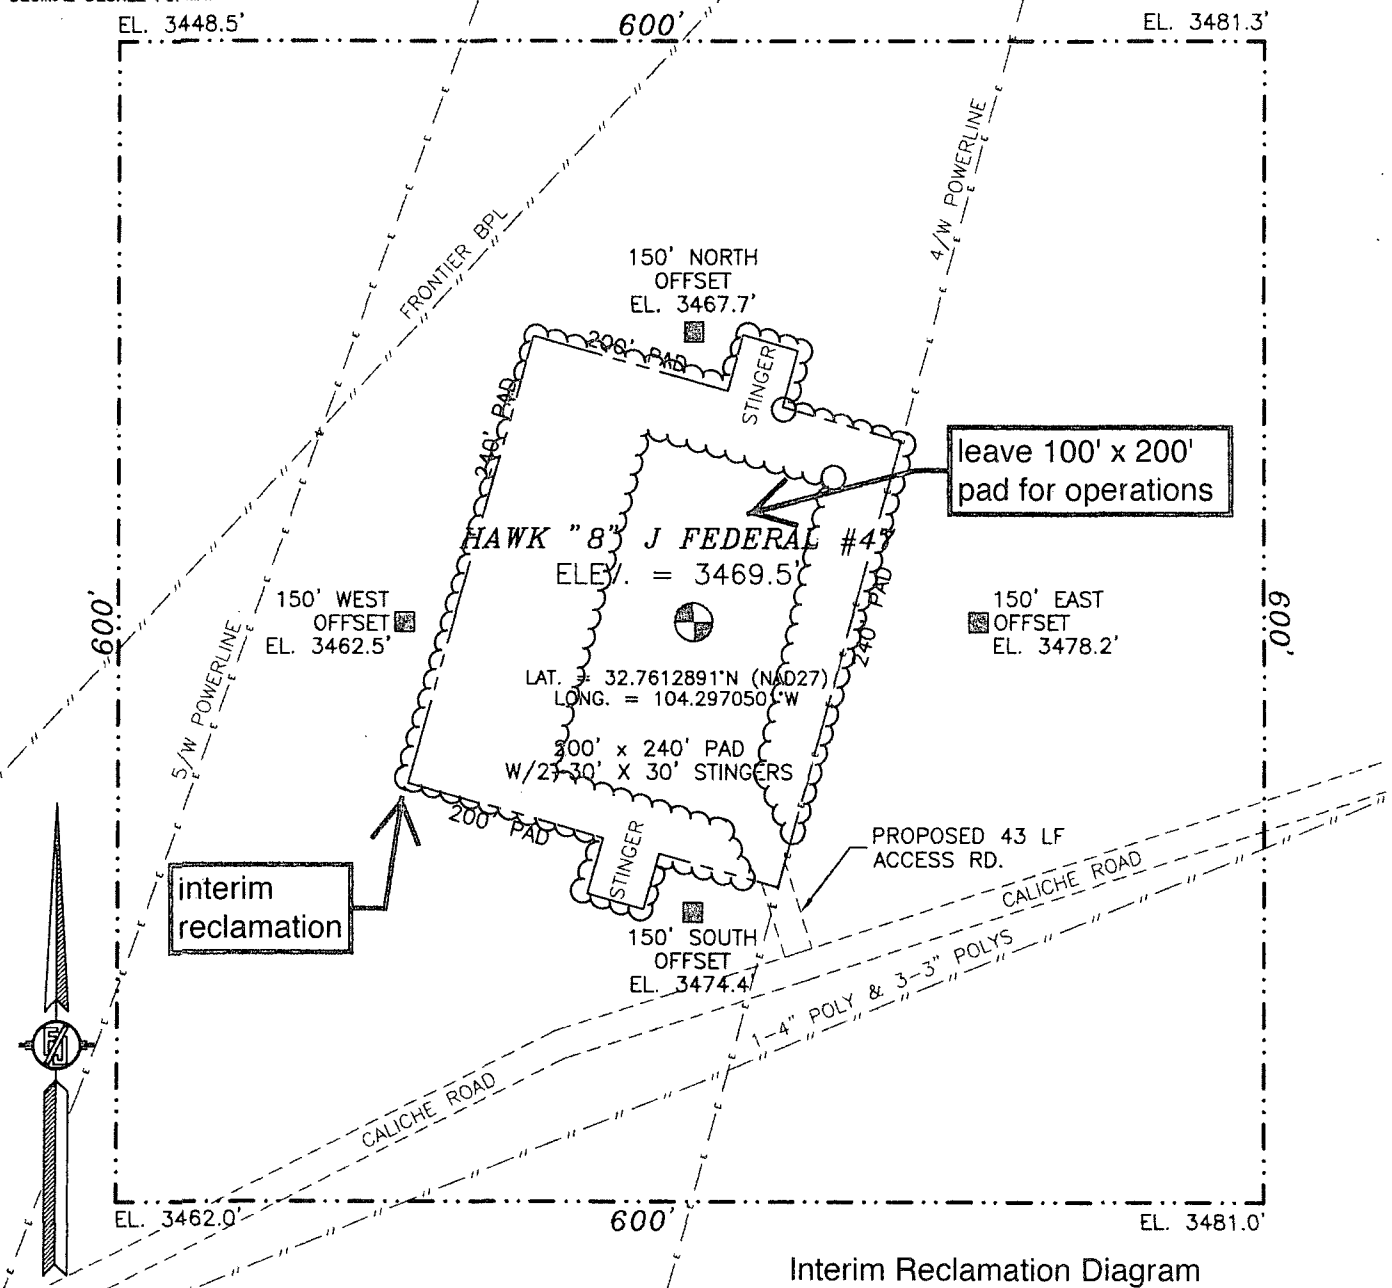 EL. 3448.5'
600'
EL. 3481.3'
4/W POWERLINE
FRONTIER BPL
150' NORTH
OFFSET
EL. 3467.7'
200' PAD
STINGER
240' PAD
leave 100' x 200'
pad for operations
HAWK "8" J FEDERAL #47
ELEV. = 3469.5'
600'
150' WEST
OFFSET
EL. 3462.5'
150' EAST
OFFSET
EL. 3478.2'
600'
240' PAD
5/W POWERLINE
LAT. = 32.7612891°N (NAD27)
LONG. = 104.2970501°W
200' x 240' PAD
W/2)-30' X 30' STINGERS
200' PAD
STINGER
PROPOSED 43 LF
ACCESS RD.
interim
reclamation
CALICHE ROAD
150' SOUTH
OFFSET
EL. 3474.4'
1-4" POLY & 3-3" POLYS
CALICHE ROAD
EL. 3462.0'
600'
EL. 3481.0'
Interim Reclamation Diagram